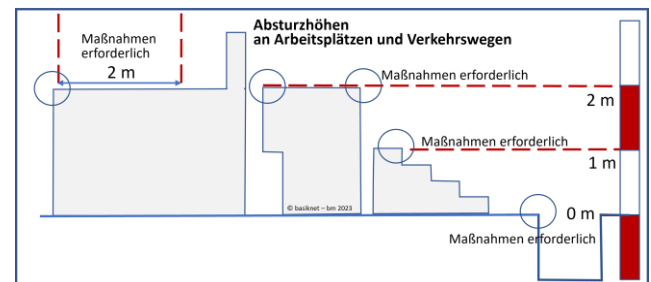 Absturzhöhen
an Arbeitsplätzen und Verkehrswegen
Maßnahmen
erforderlich
2 m
Maßnahmen erforderlich
2 m
Maßnahmen erforderlich
1 m
0 m
Maßnahmen erforderlich
© basiknet – bm 2023